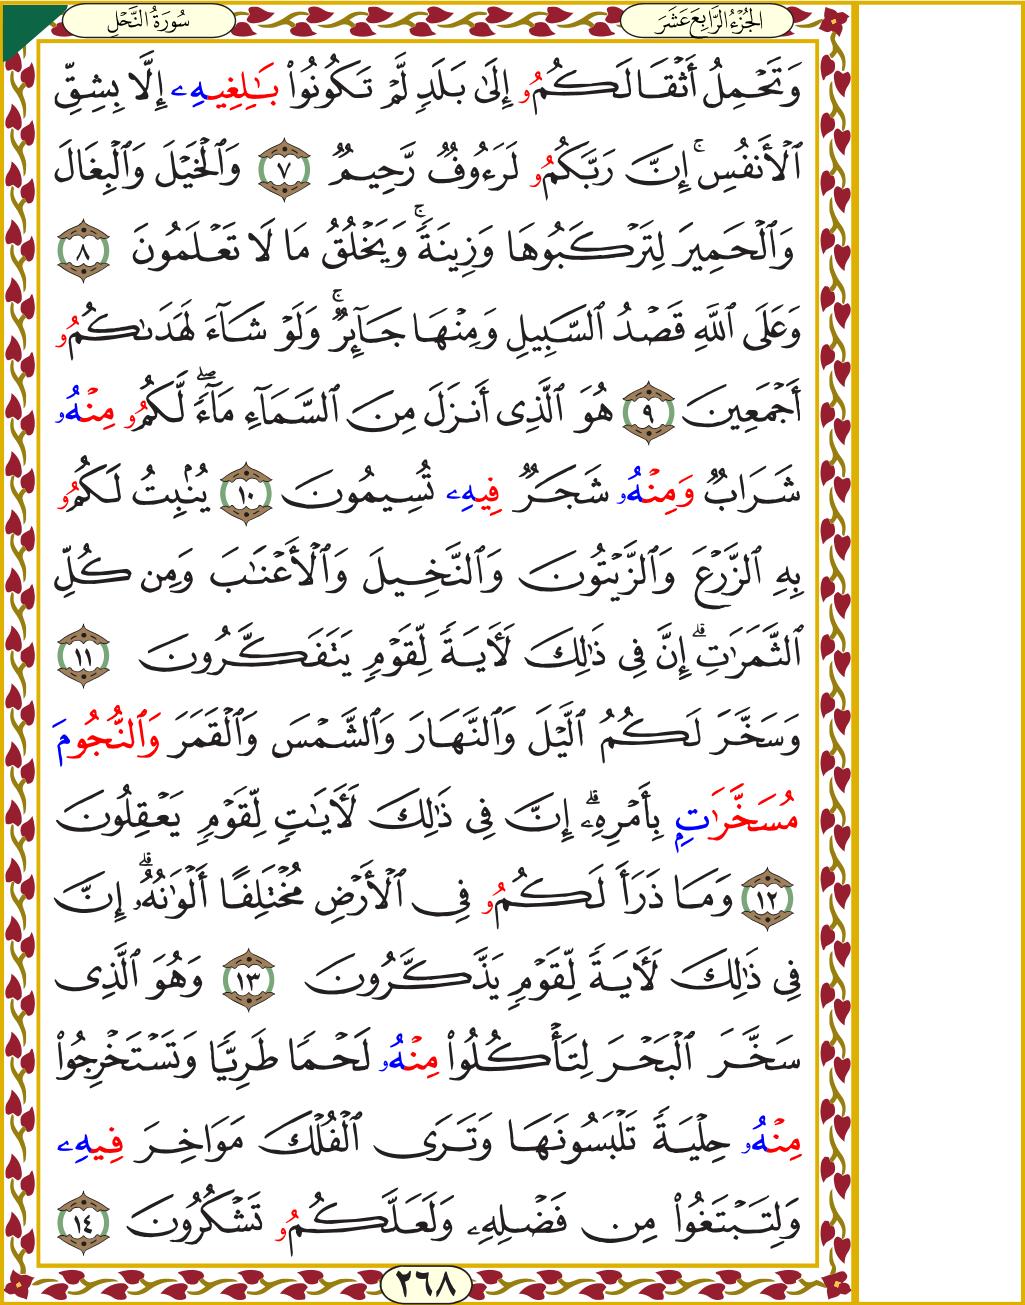 سُورَةُ النَّحْلِ
الجُزْءُ الرَّابِعَ عَشَرَ
وَتَحْمِلُ أَثْقَالَكُمُۥ إِلَىٰ بَلَدٍ لَّمْ تَكُونُوا۟ بَـٰلِغِيهِۦ إِلَّا بِشِقِّ
ٱلْأَنفُسِ ۚ إِنَّ رَبَّكُمُۥ لَرَءُوفٌ رَّحِيمٌ ٧ وَٱلْخَيْلَ وَٱلْبِغَالَ
وَٱلْحَمِيرَ لِتَرْكَبُوهَا وَزِينَةً ۚ وَيَخْلُقُ مَا لَا تَعْلَمُونَ ٨
وَعَلَى ٱللَّهِ قَصْدُ ٱلسَّبِيلِ وَمِنْهَا جَآئِرٌ ۚ وَلَوْ شَآءَ لَهَدَىٰكُمُۥ
أَجْمَعِينَ ٩ هُوَ ٱلَّذِى أَنزَلَ مِنَ ٱلسَّمَآءِ مَآءً ۖ لَّكُمُۥ مِنْهُۥ
شَرَابٌ وَمِنْهُۥ شَجَرٌ فِيهِۦ تُسِيمُونَ ١٠ يُنۢبِتُ لَكُمُۥ
بِهِ ٱلزَّرْعَ وَٱلزَّيْتُونَ وَٱلنَّخِيلَ وَٱلْأَعْنَـٰبَ وَمِن كُلِّ
ٱلثَّمَرَٰتِ ۗ إِنَّ فِى ذَٰلِكَ لَـَٔايَةً لِّقَوْمٍ يَتَفَكَّرُونَ ١١
وَسَخَّرَ لَكُمُ ٱلَّيْلَ وَٱلنَّهَارَ وَٱلشَّمْسَ وَٱلْقَمَرَ وَٱلنُّجُومَ
مُسَخَّرَٰتٍۭ بِأَمْرِهِۦٓ ۗ إِنَّ فِى ذَٰلِكَ لَـَٔايَـٰتٍ لِّقَوْمٍ يَعْقِلُونَ
١٢ وَمَا ذَرَأَ لَكُمُۥ فِى ٱلْأَرْضِ مُخْتَلِفًا أَلْوَٰنُهُۥٓ ۗ إِنَّ
فِى ذَٰلِكَ لَـَٔايَةً لِّقَوْمٍ يَذَّكَّرُونَ ١٣ وَهُوَ ٱلَّذِى
سَخَّرَ ٱلْبَحْرَ لِتَأْكُلُوا۟ مِنْهُۥ لَحْمًا طَرِيًّا وَتَسْتَخْرِجُوا۟
مِنْهُۥ حِلْيَةً تَلْبَسُونَهَا وَتَرَى ٱلْفُلْكَ مَوَاخِرَ فِيهِۦ
وَلِتَبْتَغُوا۟ مِن فَضْلِهِۦ وَلَعَلَّكُمُۥ تَشْكُرُونَ ١٤
٢٦٨